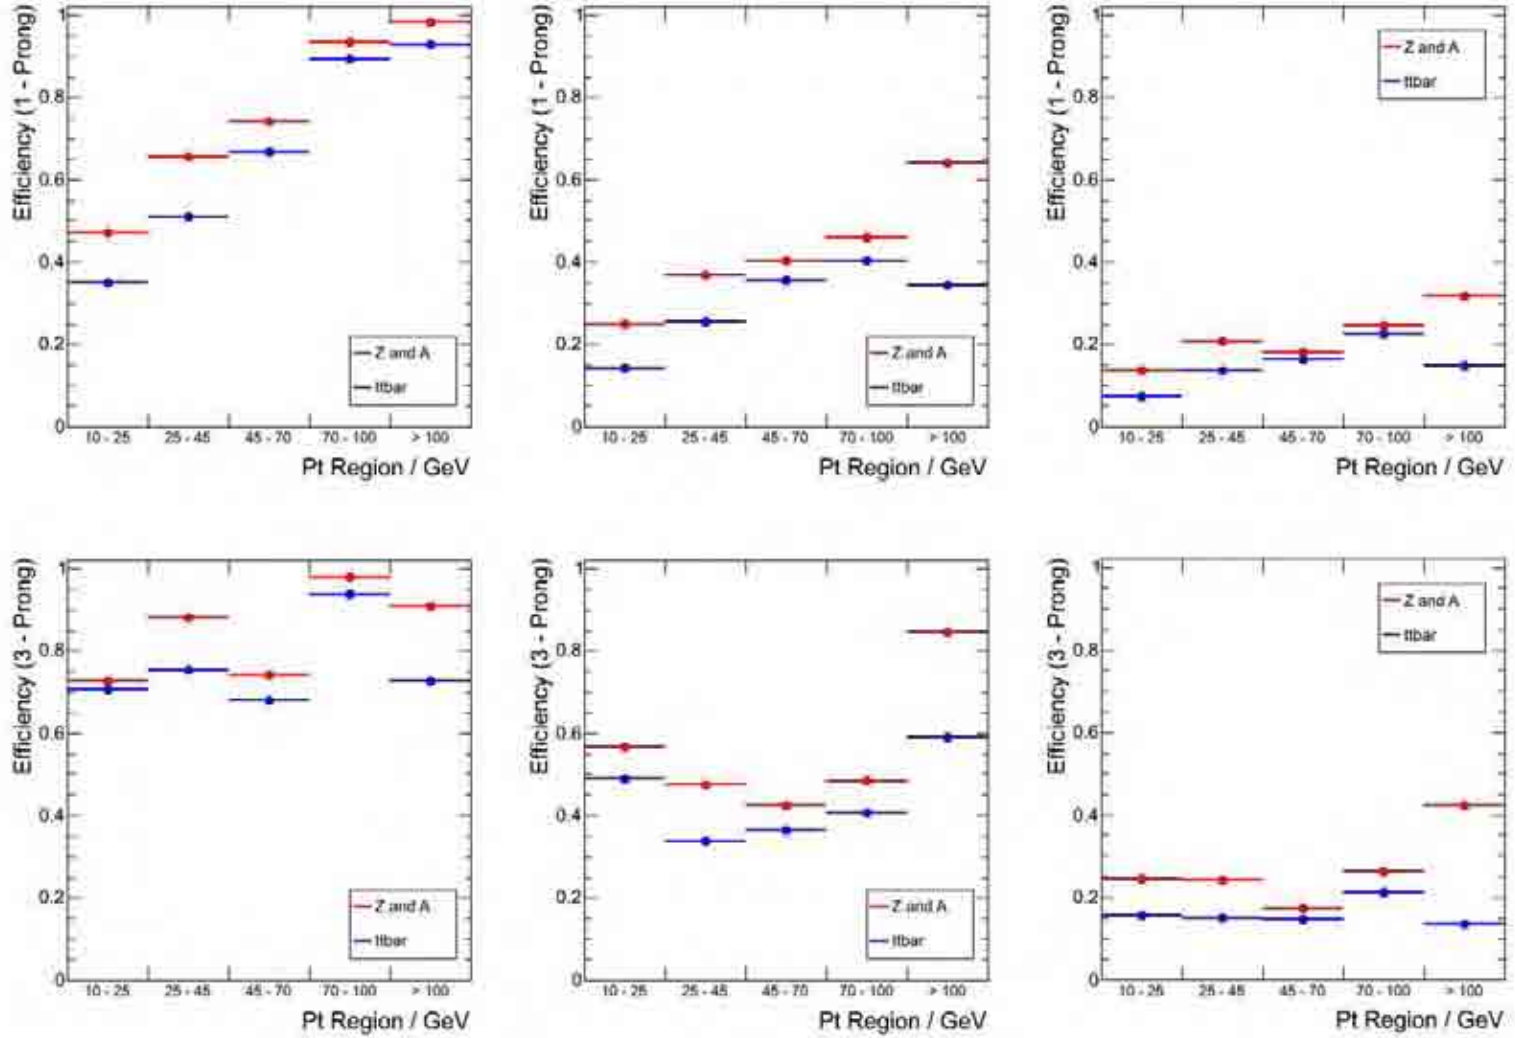 Efficiency (1 - Prong)
1
0.8
0.6
0.4
0.2
0
Z and A
ttbar
10 - 25 25 - 45 45 - 70 70 - 100 > 100
Pt Region / GeV
Efficiency (1 - Prong)
1
0.8
0.6
0.4
0.2
0
Z and A
ttbar
10 - 25 25 - 45 45 - 70 70 - 100 > 100
Pt Region / GeV
Efficiency (1 - Prong)
1
0.8
0.6
0.4
0.2
0
Z and A
ttbar
10 - 25 25 - 45 45 - 70 70 - 100 > 100
Pt Region / GeV
Efficiency (3 - Prong)
1
0.8
0.6
0.4
0.2
0
Z and A
ttbar
10 - 25 25 - 45 45 - 70 70 - 100 > 100
Pt Region / GeV
Efficiency (3 - Prong)
1
0.8
0.6
0.4
0.2
0
Z and A
ttbar
10 - 25 25 - 45 45 - 70 70 - 100 > 100
Pt Region / GeV
Efficiency (3 - Prong)
1
0.8
0.6
0.4
0.2
0
Z and A
ttbar
10 - 25 25 - 45 45 - 70 70 - 100 > 100
Pt Region / GeV